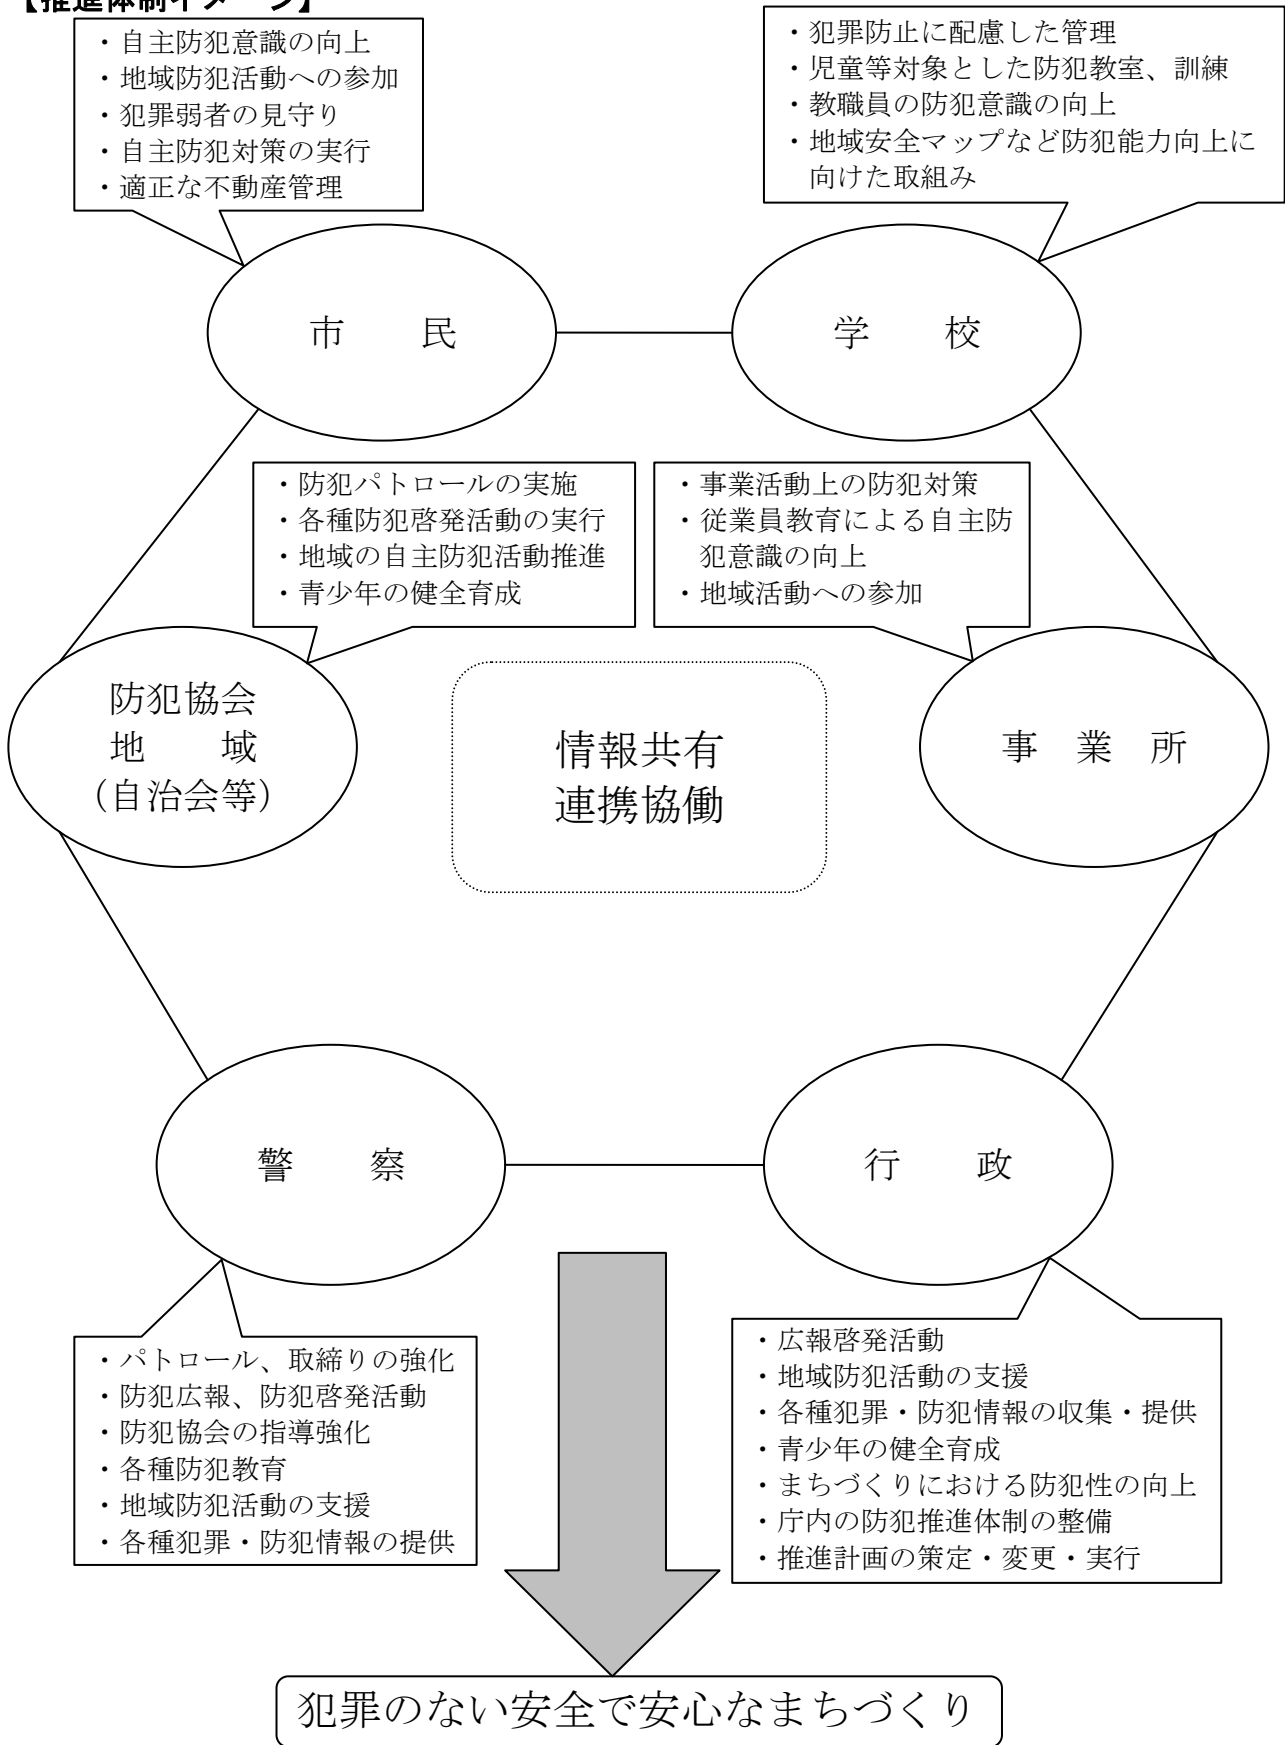 【推進体制イメージ】
・自主防犯意識の向上
・地域防犯活動への参加
・犯罪弱者の見守り
・自主防犯対策の実行
・適正な不動産管理
・犯罪防止に配慮した管理
・児童等対象とした防犯教室、訓練
・教職員の防犯意識の向上
・地域安全マップなど防犯能力向上に
向けた取組み
市　　民
学　　校
・防犯パトロールの実施
・各種防犯啓発活動の実行
・地域の自主防犯活動推進
・青少年の健全育成
・事業活動上の防犯対策
・従業員教育による自主防
犯意識の向上
・地域活動への参加
防犯協会
地　　域
（自治会等）
情報共有
連携協働
事　業　所
警　　察
行　　政
・パトロール、取締りの強化
・防犯広報、防犯啓発活動
・防犯協会の指導強化
・各種防犯教育
・地域防犯活動の支援
・各種犯罪・防犯情報の提供
・広報啓発活動
・地域防犯活動の支援
・各種犯罪・防犯情報の収集・提供
・青少年の健全育成
・まちづくりにおける防犯性の向上
・庁内の防犯推進体制の整備
・推進計画の策定・変更・実行
犯罪のない安全で安心なまちづくり